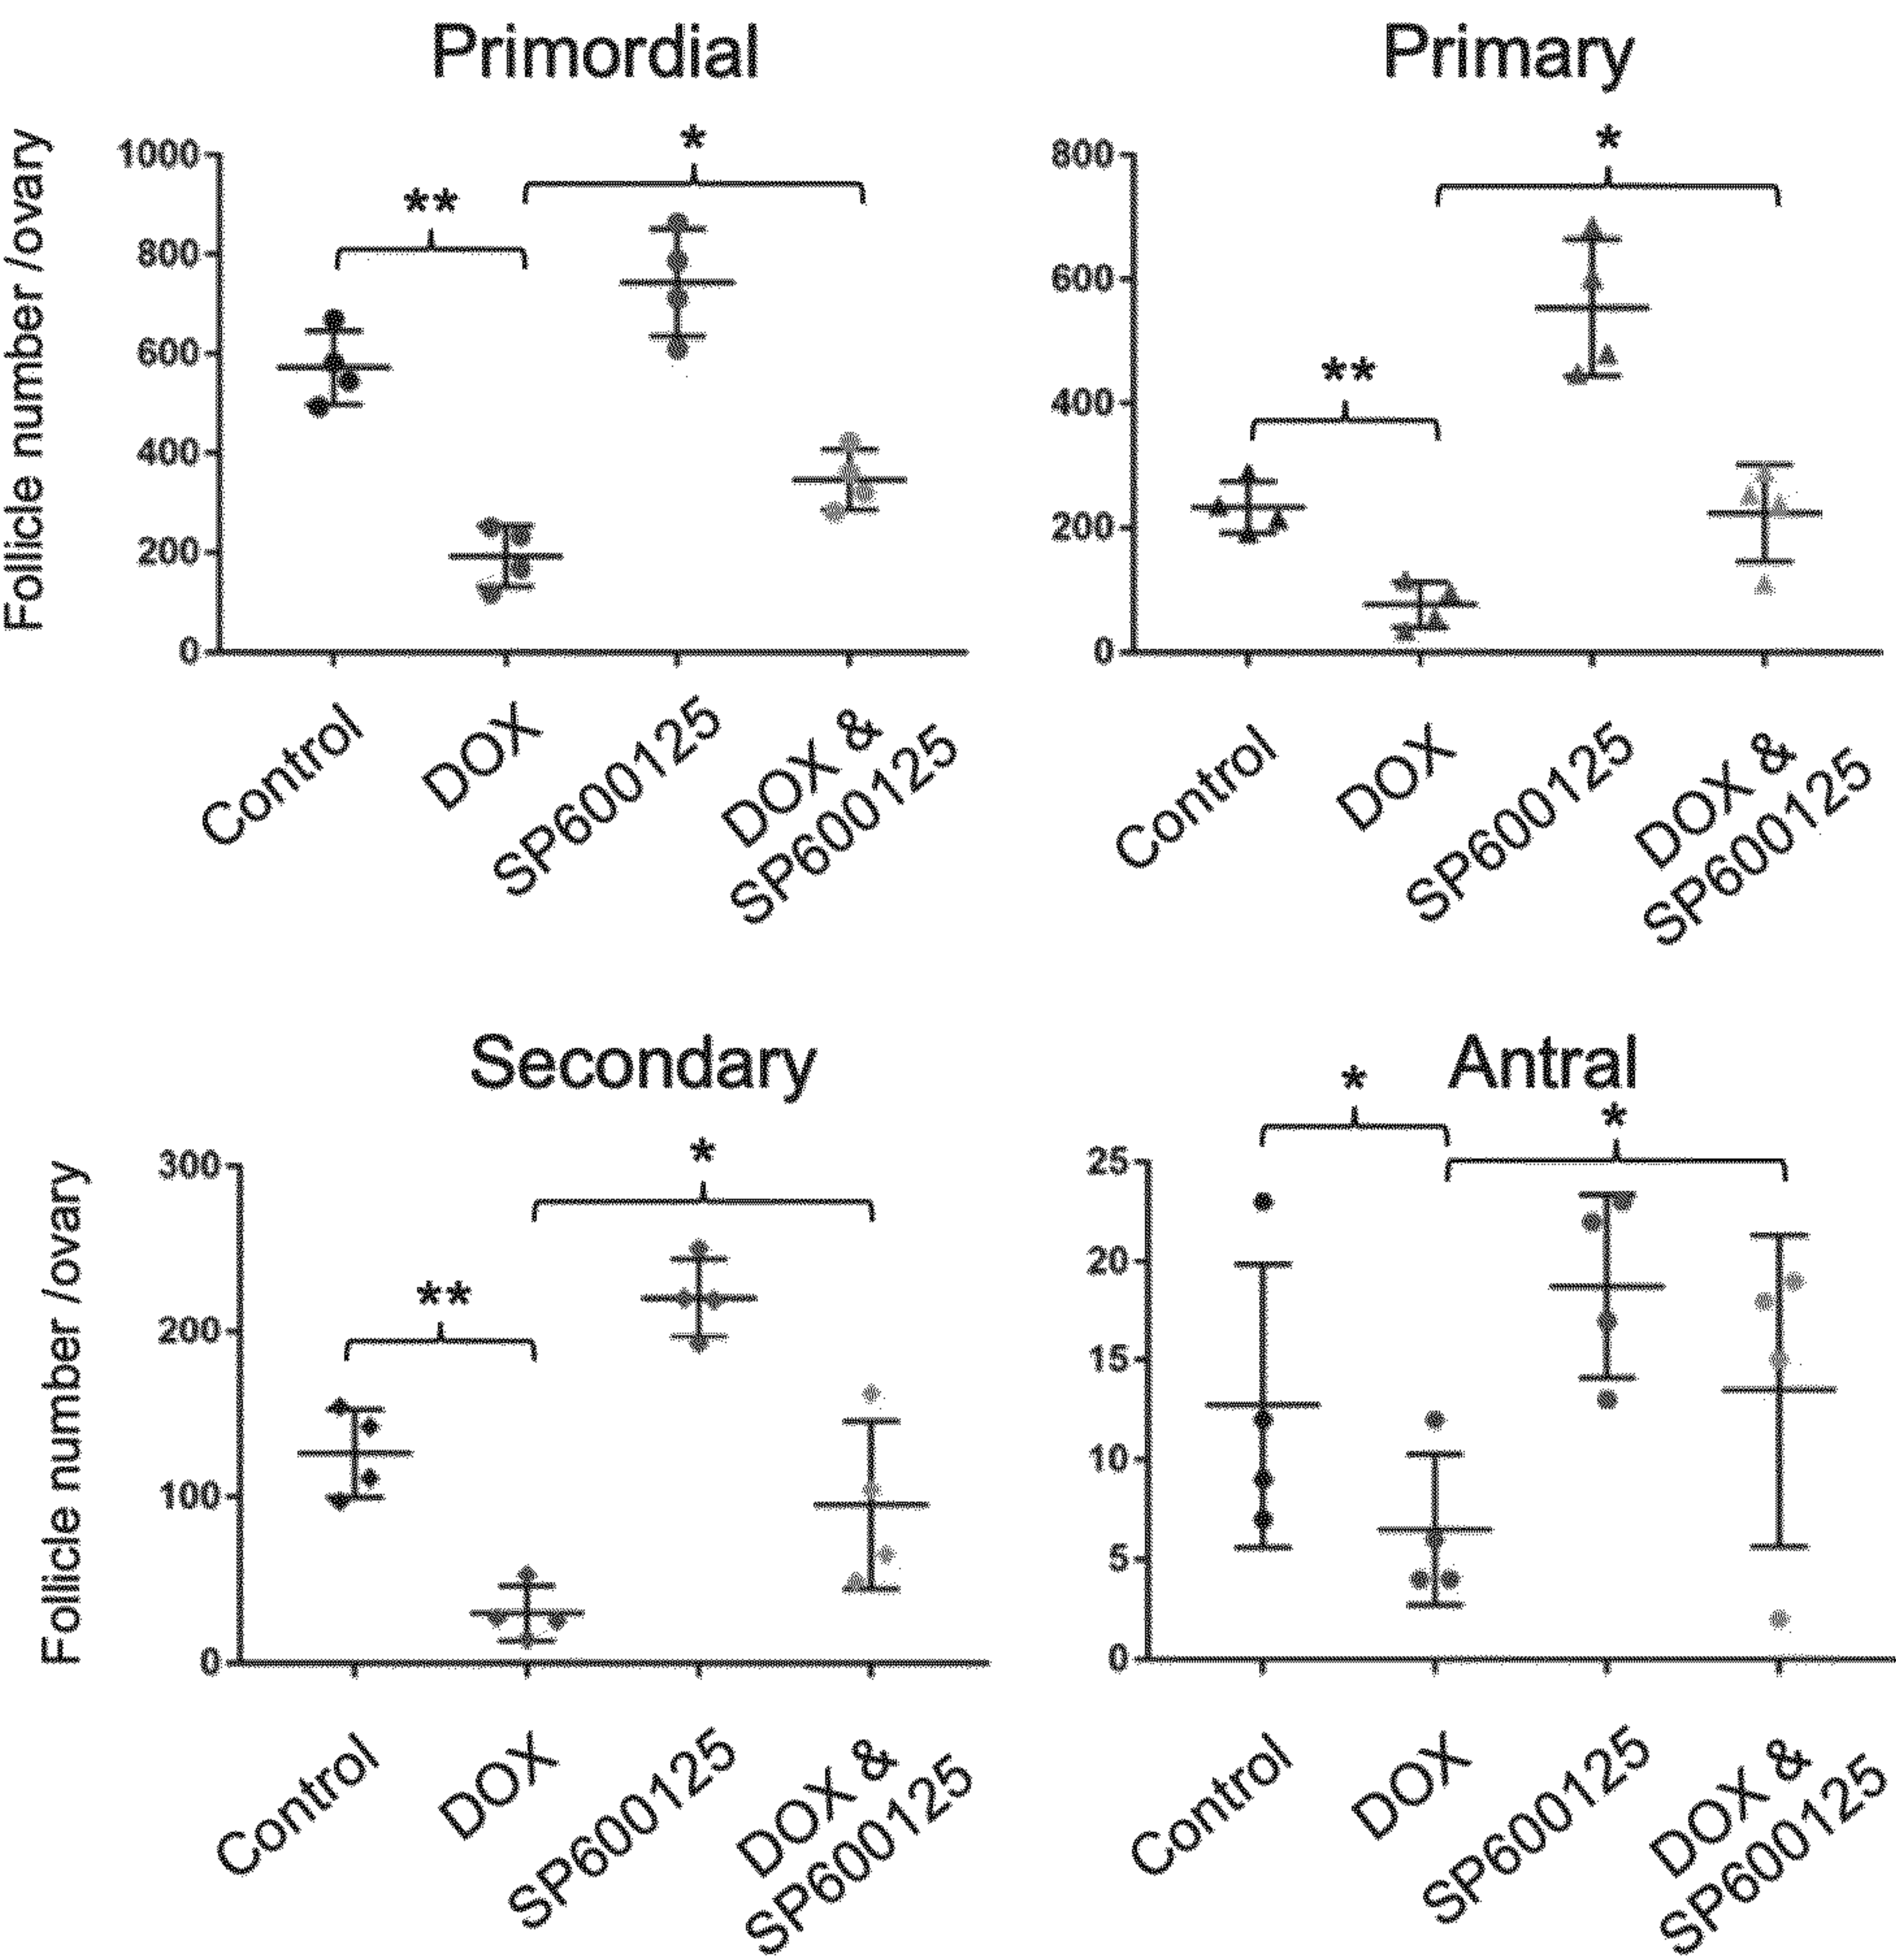 Primordial
Follicle number /ovary
1000
800
600
400
200
0
**
*
Control
DOX
SP600125
DOX &
SP600125
Primary
800
600
400
200
0
**
*
Control
DOX
SP600125
DOX &
SP600125
Secondary
Follicle number /ovary
300
200
100
0
**
*
Control
DOX
SP600125
DOX &
SP600125
Antral
25
20
15
10
5
0
*
*
Control
DOX
SP600125
DOX &
SP600125